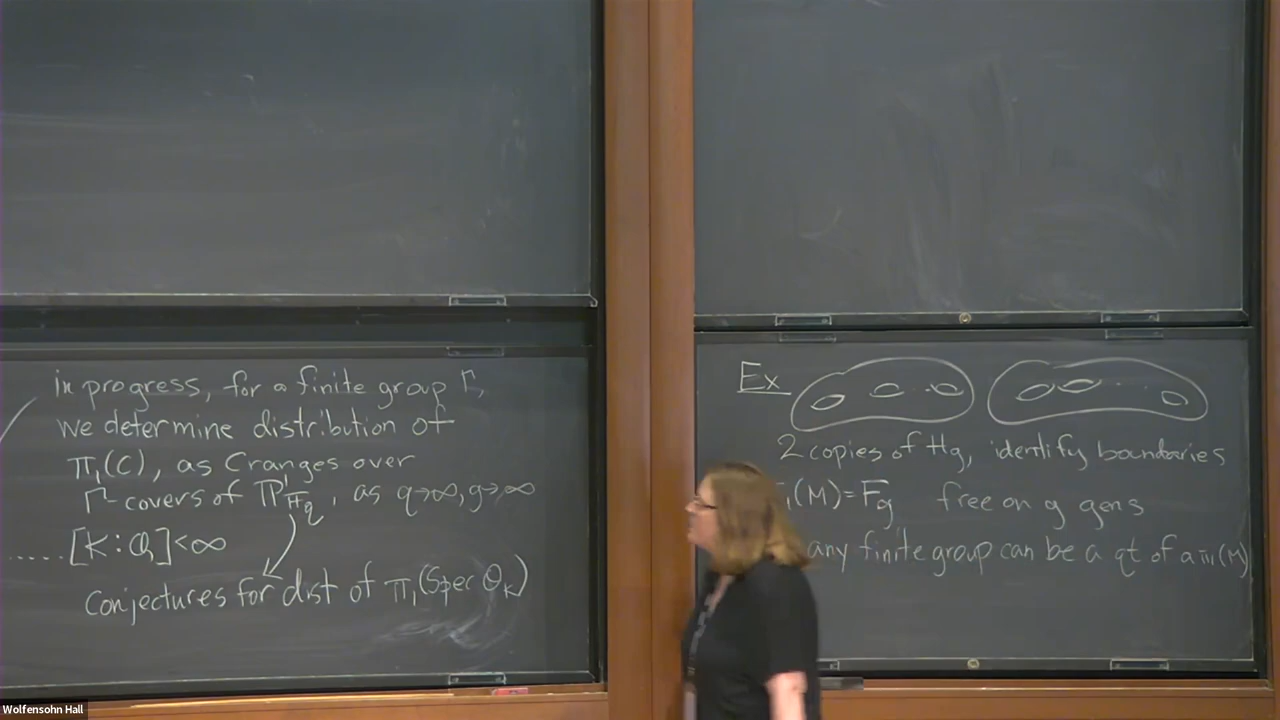 in progress, for a finite group Γ,
we determine distribution of
π₁(C), as C ranges over
Γ-covers of ℙ¹_𝔽q, as q→∞, g→∞
.....[K:ℚ]<∞
conjectures for dist of π₁(Spec 𝒪_K)
Ex
2 copies of Hg, identify boundaries
(M)=Fg free on g gens
any finite group can be a qt of a π₁(M)
Wolfensohn Hall